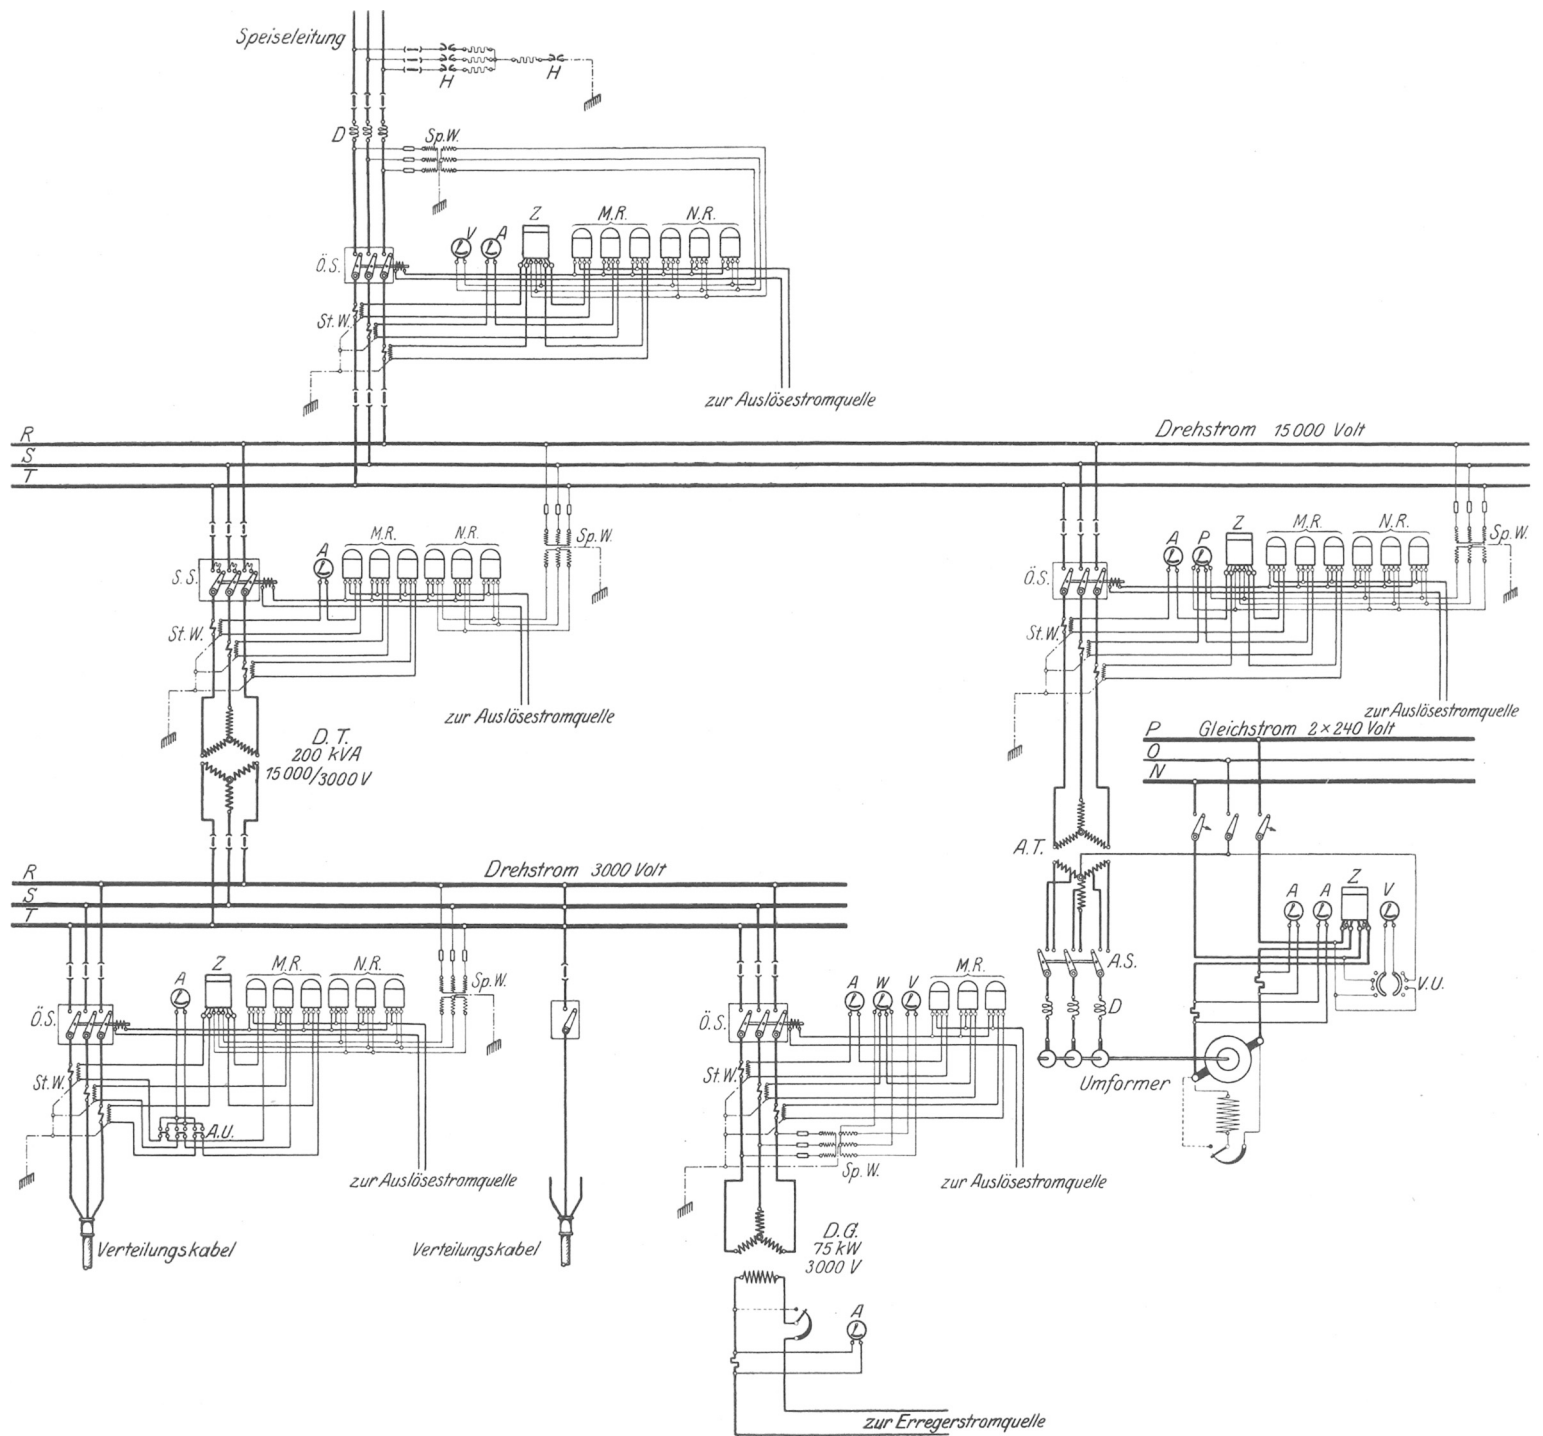 Speiseleitung
H
H
D
Sp.W.
V
A
Z
M.R.
N.R.
Ö.S.
St.W.
zur Auslösestromquelle
R
S
T
Drehstrom 15000 Volt
A
M.R.
N.R.
Sp.W.
S.S.
St.W.
zur Auslösestromquelle
D.T.
200 kVA
15000/3000 V
A
P
Z
M.R.
N.R.
Sp.W.
Ö.S.
St.W.
zur Auslösestromquelle
P
O
N
Gleichstrom 2×240 Volt
A.T.
A
A
Z
V
A.S.
V.U.
D
Umformer
R
S
T
Drehstrom 3000 Volt
A
Z
M.R.
N.R.
Sp.W.
Ö.S.
St.W.
A.U.
zur Auslösestromquelle
Verteilungskabel
Verteilungskabel
A
W
V
M.R.
Ö.S.
St.W.
Sp.W.
zur Auslösestromquelle
D.G.
75 kW
3000 V
A
zur Erregerstromquelle